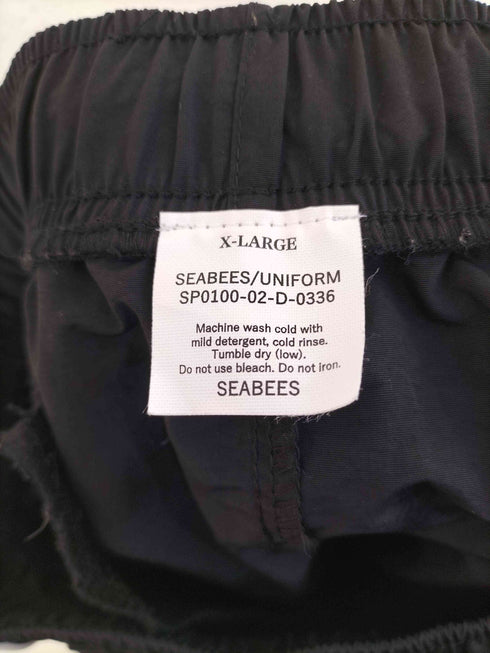 X-LARGE
SEABEES/UNIFORM
SP0100-02-D-0336
Machine wash cold with
mild detergent, cold rinse.
Tumble dry (low).
Do not use bleach. Do not iron.
SEABEES